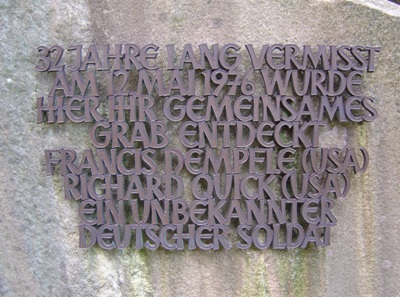 32 JAHRE LANG VERMISST
AM 12 MAI 1976 WURDE
HIER IHR GEMEINSAMES
GRAB ENTDECKT
FRANCIS DEMPFLE (USA)
RICHARD QUICK (USA)
EIN UNBEKANNTER
DEUTSCHER SOLDAT